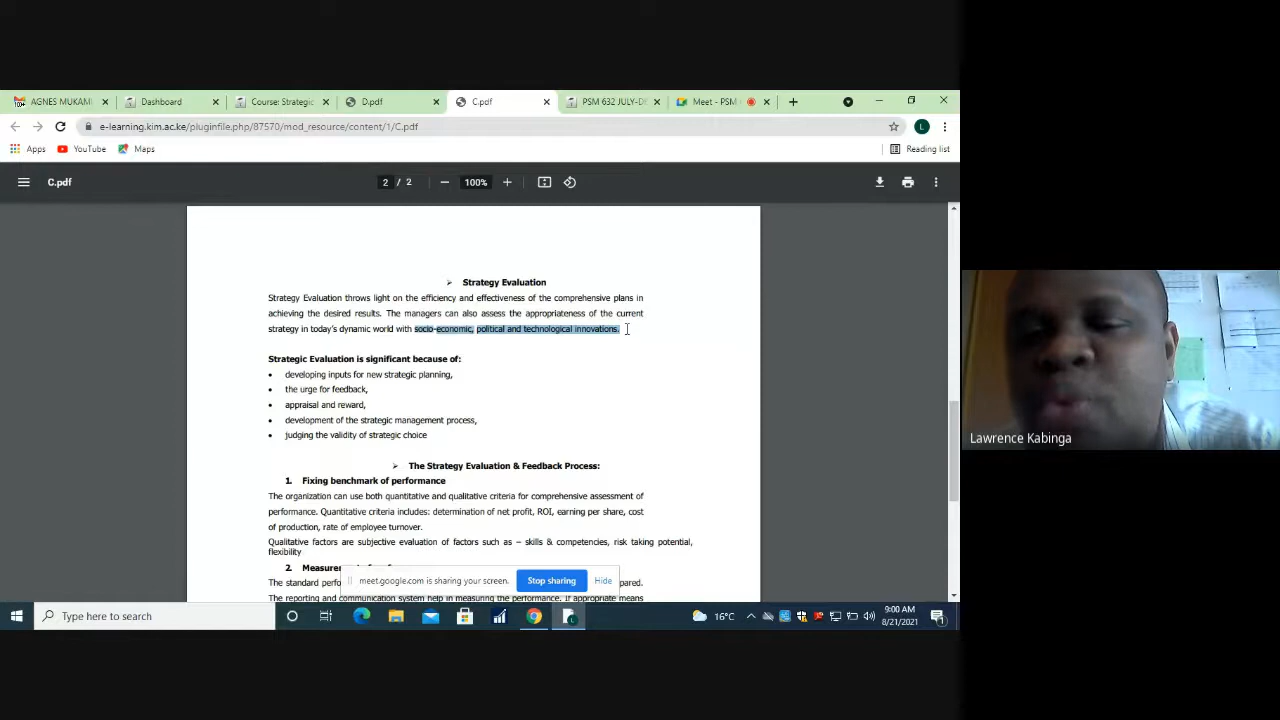 AGNES MUKAMI
Dashboard
Course: Strategic
D.pdf
C.pdf
PSM 632 JULY-DE
Meet - PSM
e-learning.kim.ac.ke/pluginfile.php/87570/mod_resource/content/1/C.pdf
L
Apps
YouTube
Maps
Reading list
C.pdf
2 / 2
100%
Strategy Evaluation
Strategy Evaluation throws light on the efficiency and effectiveness of the comprehensive plans in
achieving the desired results. The managers can also assess the appropriateness of the current
strategy in today's dynamic world with socio-economic, political and technological innovations.
Strategic Evaluation is significant because of:
• developing inputs for new strategic planning,
• the urge for feedback,
• appraisal and reward,
• development of the strategic management process,
• judging the validity of strategic choice
The Strategy Evaluation & Feedback Process:
1. Fixing benchmark of performance
The organization can use both quantitative and qualitative criteria for comprehensive assessment of
performance. Quantitative criteria includes: determination of net profit, ROI, earning per share, cost
of production, rate of employee turnover.
Qualitative factors are subjective evaluation of factors such as – skills & competencies, risk taking potential,
flexibility
2. Measurem
The standard perfo pared.
The reporting and communication system help in measuring the performance. If appropriate means
meet.google.com is sharing your screen.
Stop sharing
Hide
Type here to search
16°C
9:00 AM
8/21/2021
Lawrence Kabinga